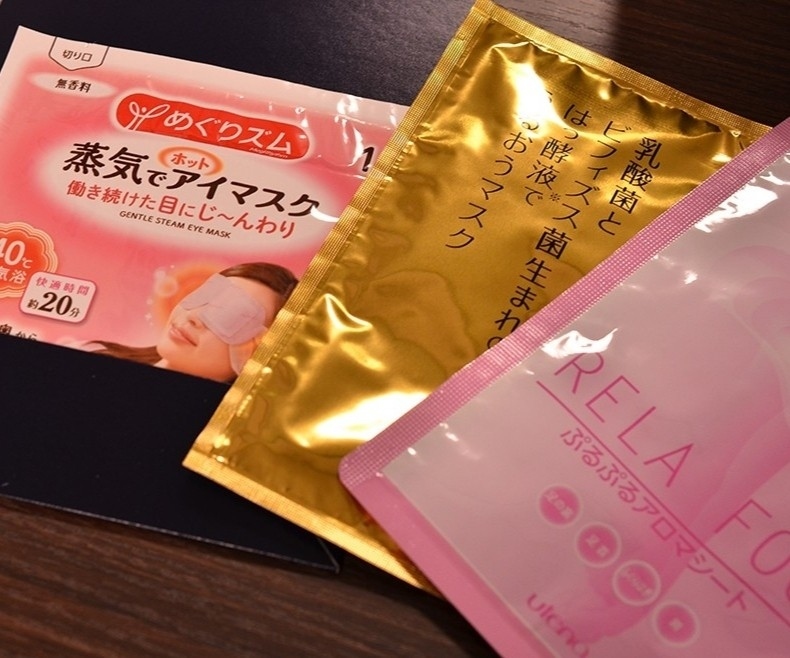 切り口
無香料
めぐりズム
蒸気でホットアイマスク
働き続けた目にじ〜んわり
GENTLE STEAM EYE MASK
40℃
気浴
快適時間
約20分
から
乳酸菌と
ビフィズス菌生まれの
はっ酵液※で
うるおうマスク
RELA FO
ぷるぷるアロマシート
utena